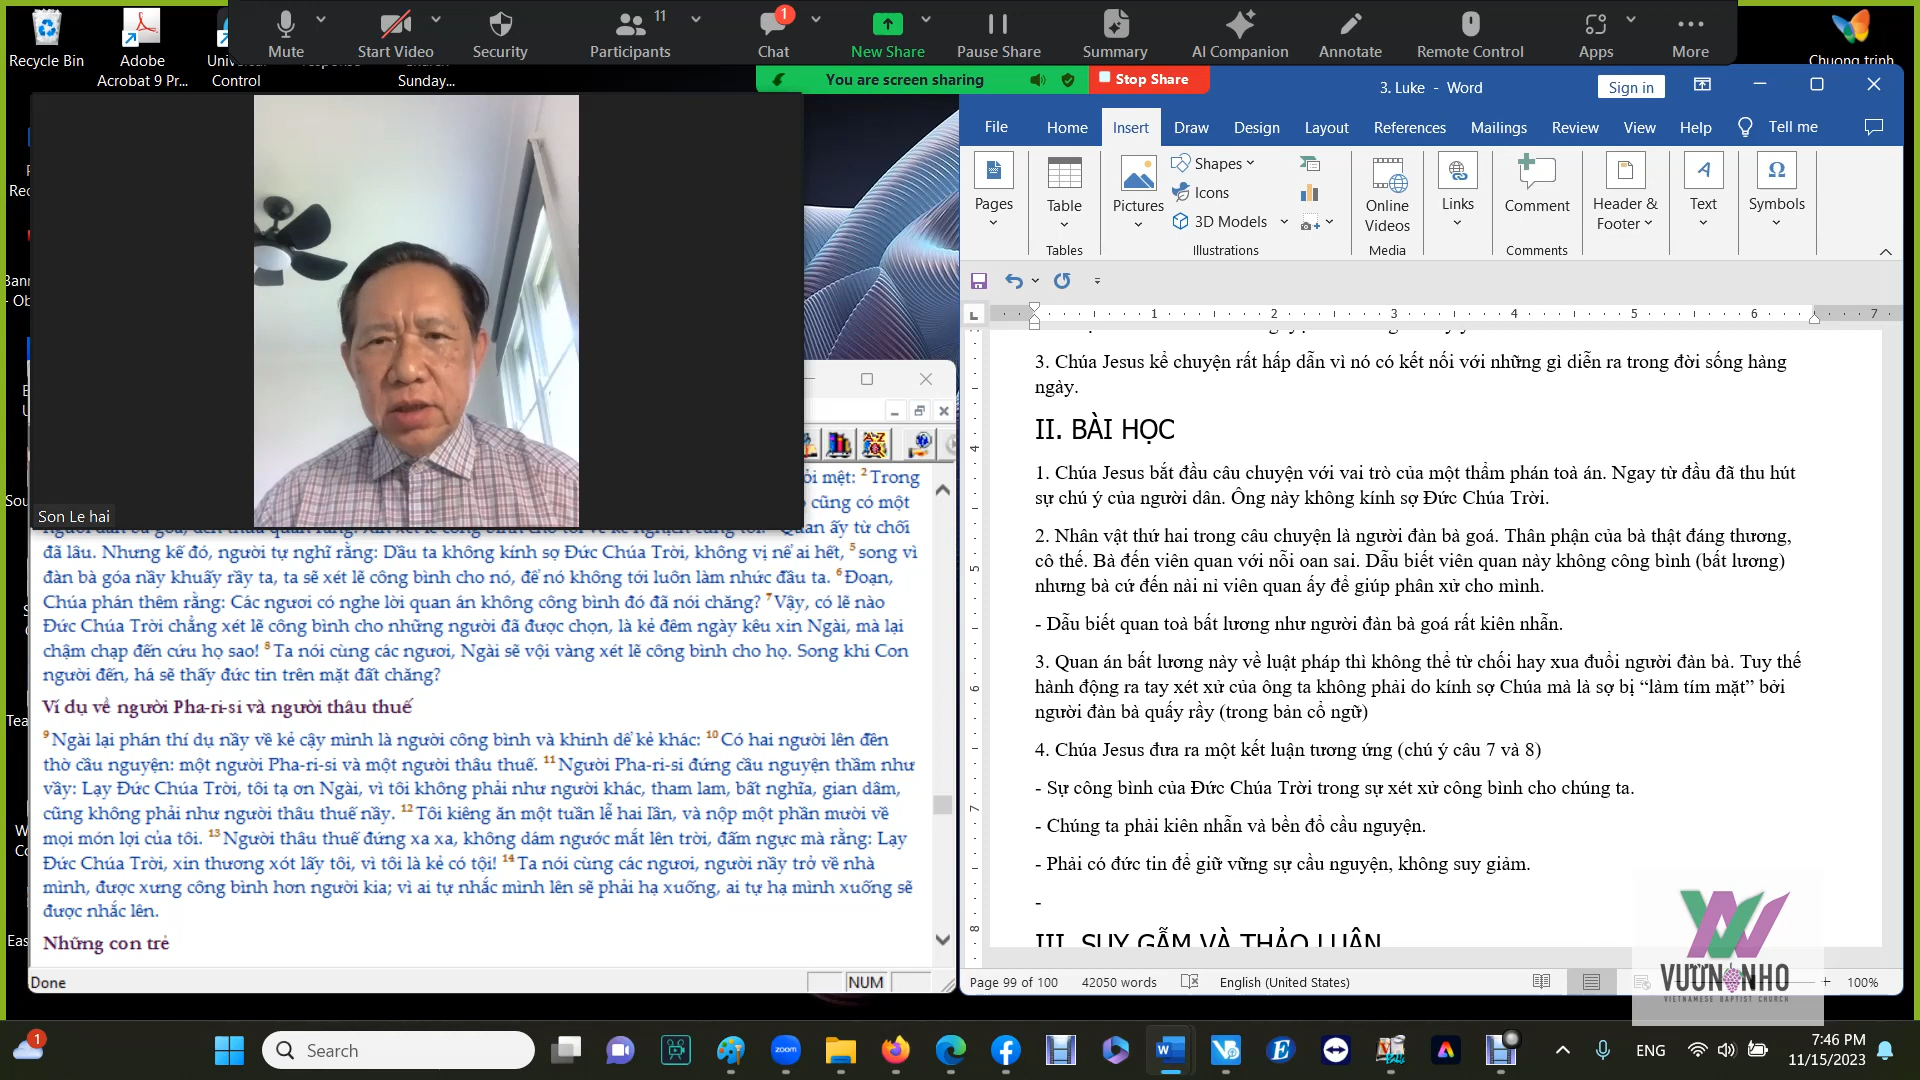 Mute
Start Video
Security
Participants
11
Chat
1
New Share
Pause Share
Summary
AI Companion
Annotate
Remote Control
Apps
More
You are screen sharing
Stop Share
Recycle Bin
Adobe
Acrobat 9 Pr...
Control
Sunday...
Chuong trinh
Son Le hai
3. Luke - Word
Sign in
File
Home
Insert
Draw
Design
Layout
References
Mailings
Review
View
Help
Tell me
Pages
Table
Pictures
Shapes
Icons
3D Models
Online
Videos
Links
Comment
Header &
Footer
Text
Symbols
Tables
Illustrations
Media
Comments
1 2 3 4 5 6 7
3. Chúa Jesus kể chuyện rất hấp dẫn vì nó có kết nối với những gì diễn ra trong đời sống hàng
ngày.
II. BÀI HỌC
1. Chúa Jesus bắt đầu câu chuyện với vai trò của một thẩm phán toà án. Ngay từ đầu đã thu hút
sự chú ý của người dân. Ông này không kính sợ Đức Chúa Trời.
2. Nhân vật thứ hai trong câu chuyện là người đàn bà goá. Thân phận của bà thật đáng thương,
cô thế. Bà đến viên quan với nỗi oan sai. Dẫu biết viên quan này không công bình (bất lương)
nhưng bà cứ đến nài nỉ viên quan ấy để giúp phân xử cho mình.
- Dẫu biết quan toà bất lương như người đàn bà goá rất kiên nhẫn.
3. Quan án bất lương này về luật pháp thì không thể từ chối hay xua đuổi người đàn bà. Tuy thế
hành động ra tay xét xử của ông ta không phải do kính sợ Chúa mà là sợ bị “làm tím mặt” bởi
người đàn bà quấy rầy (trong bản cổ ngữ)
4. Chúa Jesus đưa ra một kết luận tương ứng (chú ý câu 7 và 8)
- Sự công bình của Đức Chúa Trời trong sự xét xử công bình cho chúng ta.
- Chúng ta phải kiên nhẫn và bền đổ cầu nguyện.
- Phải có đức tin để giữ vững sự cầu nguyện, không suy giảm.
-
III. SUY GẪM VÀ THẢO LUẬN
Page 99 of 100
42050 words
English (United States)
100%
mệt: 2 Trong
cũng có một
Quan ấy từ chối
đã lâu. Nhưng kế đó, người tự nghĩ rằng: Dầu ta không kính sợ Đức Chúa Trời, không vị nể ai hết, 5 song vì
đàn bà góa nầy khuấy rầy ta, ta sẽ xét lẽ công bình cho nó, để nó không tới luôn làm nhức đầu ta. 6 Đoạn,
Chúa phán thêm rằng: Các ngươi có nghe lời quan án không công bình đó đã nói chăng? 7 Vậy, có lẽ nào
Đức Chúa Trời chẳng xét lẽ công bình cho những người đã được chọn, là kẻ đêm ngày kêu xin Ngài, mà lại
chậm chạp đến cứu họ sao! 8 Ta nói cùng các ngươi, Ngài sẽ vội vàng xét lẽ công bình cho họ. Song khi Con
người đến, há sẽ thấy đức tin trên mặt đất chăng?
Ví dụ về người Pha-ri-si và người thâu thuế
9 Ngài lại phán thí dụ nầy về kẻ cậy mình là người công bình và khinh dể kẻ khác: 10 Có hai người lên đền
thờ cầu nguyện: một người Pha-ri-si và một người thâu thuế. 11 Người Pha-ri-si đứng cầu nguyện thầm như
vầy: Lạy Đức Chúa Trời, tôi tạ ơn Ngài, vì tôi không phải như người khác, tham lam, bất nghĩa, gian dâm,
cũng không phải như người thâu thuế nầy. 12 Tôi kiêng ăn một tuần lễ hai lần, và nộp một phần mười về
mọi món lợi của tôi. 13 Người thâu thuế đứng xa xa, không dám ngước mắt lên trời, đấm ngực mà rằng: Lạy
Đức Chúa Trời, xin thương xót lấy tôi, vì tôi là kẻ có tội! 14 Ta nói cùng các ngươi, người nầy trở về nhà
mình, được xưng công bình hơn người kia; vì ai tự nhắc mình lên sẽ phải hạ xuống, ai tự hạ mình xuống sẽ
được nhắc lên.
Những con trẻ
Done
NUM
VUON NHO
VIETNAMESE BAPTIST CHURCH
1
Search
zoom
ENG
7:46 PM
11/15/2023